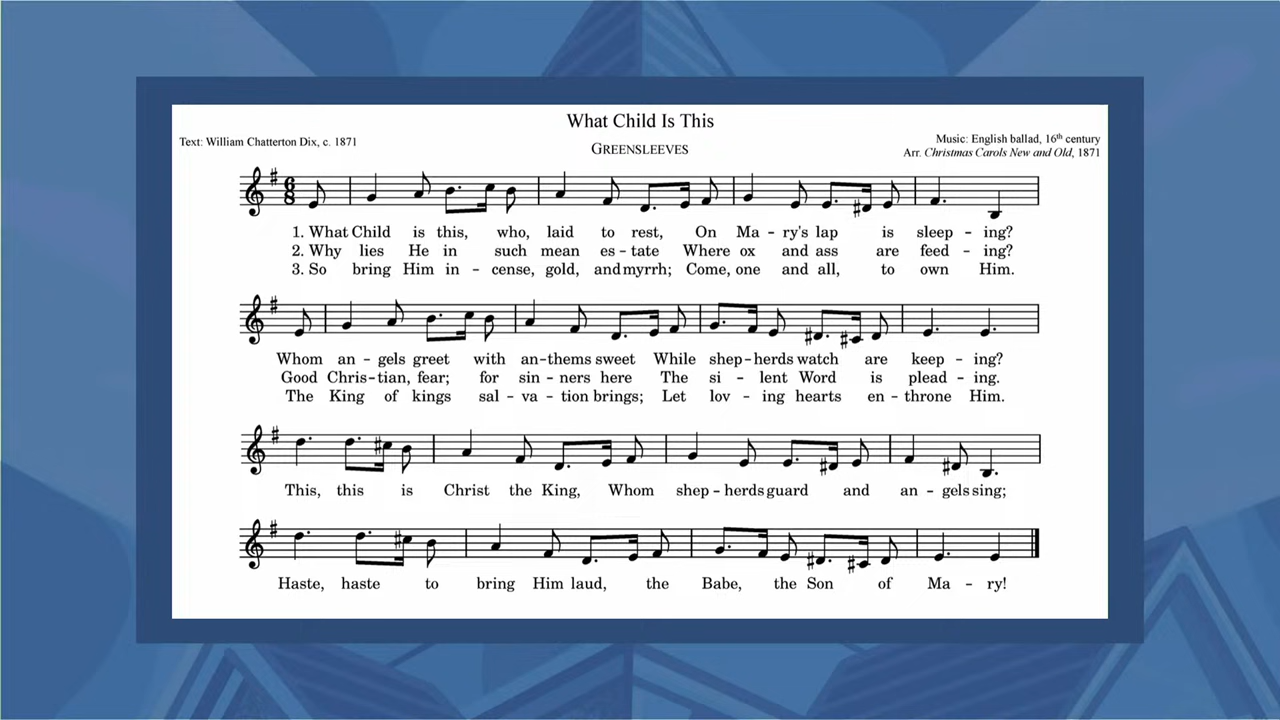 What Child Is This
Text: William Chatterton Dix, c. 1871
GREENSLEEVES
Music: English ballad, 16th century
Arr. Christmas Carols New and Old, 1871
6
8
1. What Child is this, who, laid to rest, On Ma - ry's lap is sleep - ing?
2. Why lies He in such mean es - tate Where ox and ass are feed - ing?
3. So bring Him in - cense, gold, and myrrh; Come, one and all, to own Him.
Whom an - gels greet with an - thems sweet While shep - herds watch are keep - ing?
Good Chris - tian, fear; for sin - ners here The si - lent Word is plead - ing.
The King of kings sal - va - tion brings; Let lov - ing hearts en - throne Him.
This, this is Christ the King, Whom shep - herds guard and an - gels sing;
Haste, haste to bring Him laud, the Babe, the Son of Ma - ry!